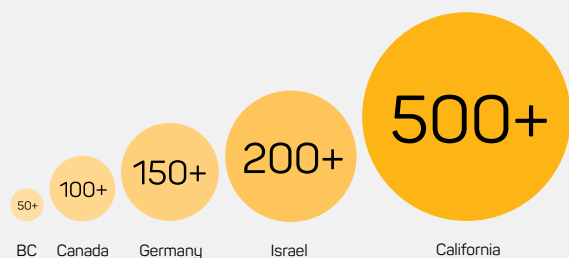 50+
100+
150+
200+
500+
BC
Canada
Germany
Israel
California